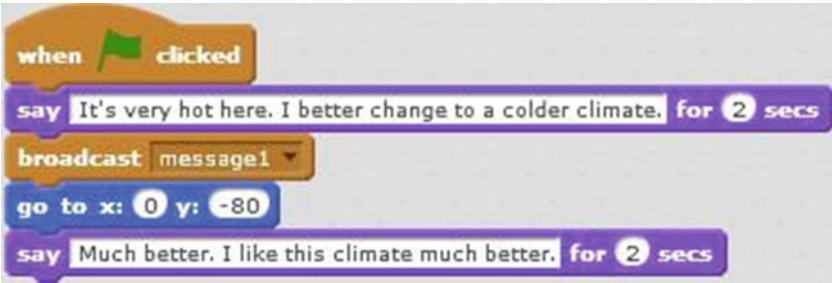 when clicked
say It's very hot here. I better change to a colder climate. for 2 secs
broadcast message1
go to x: 0 y: -80
say Much better. I like this climate much better. for 2 secs